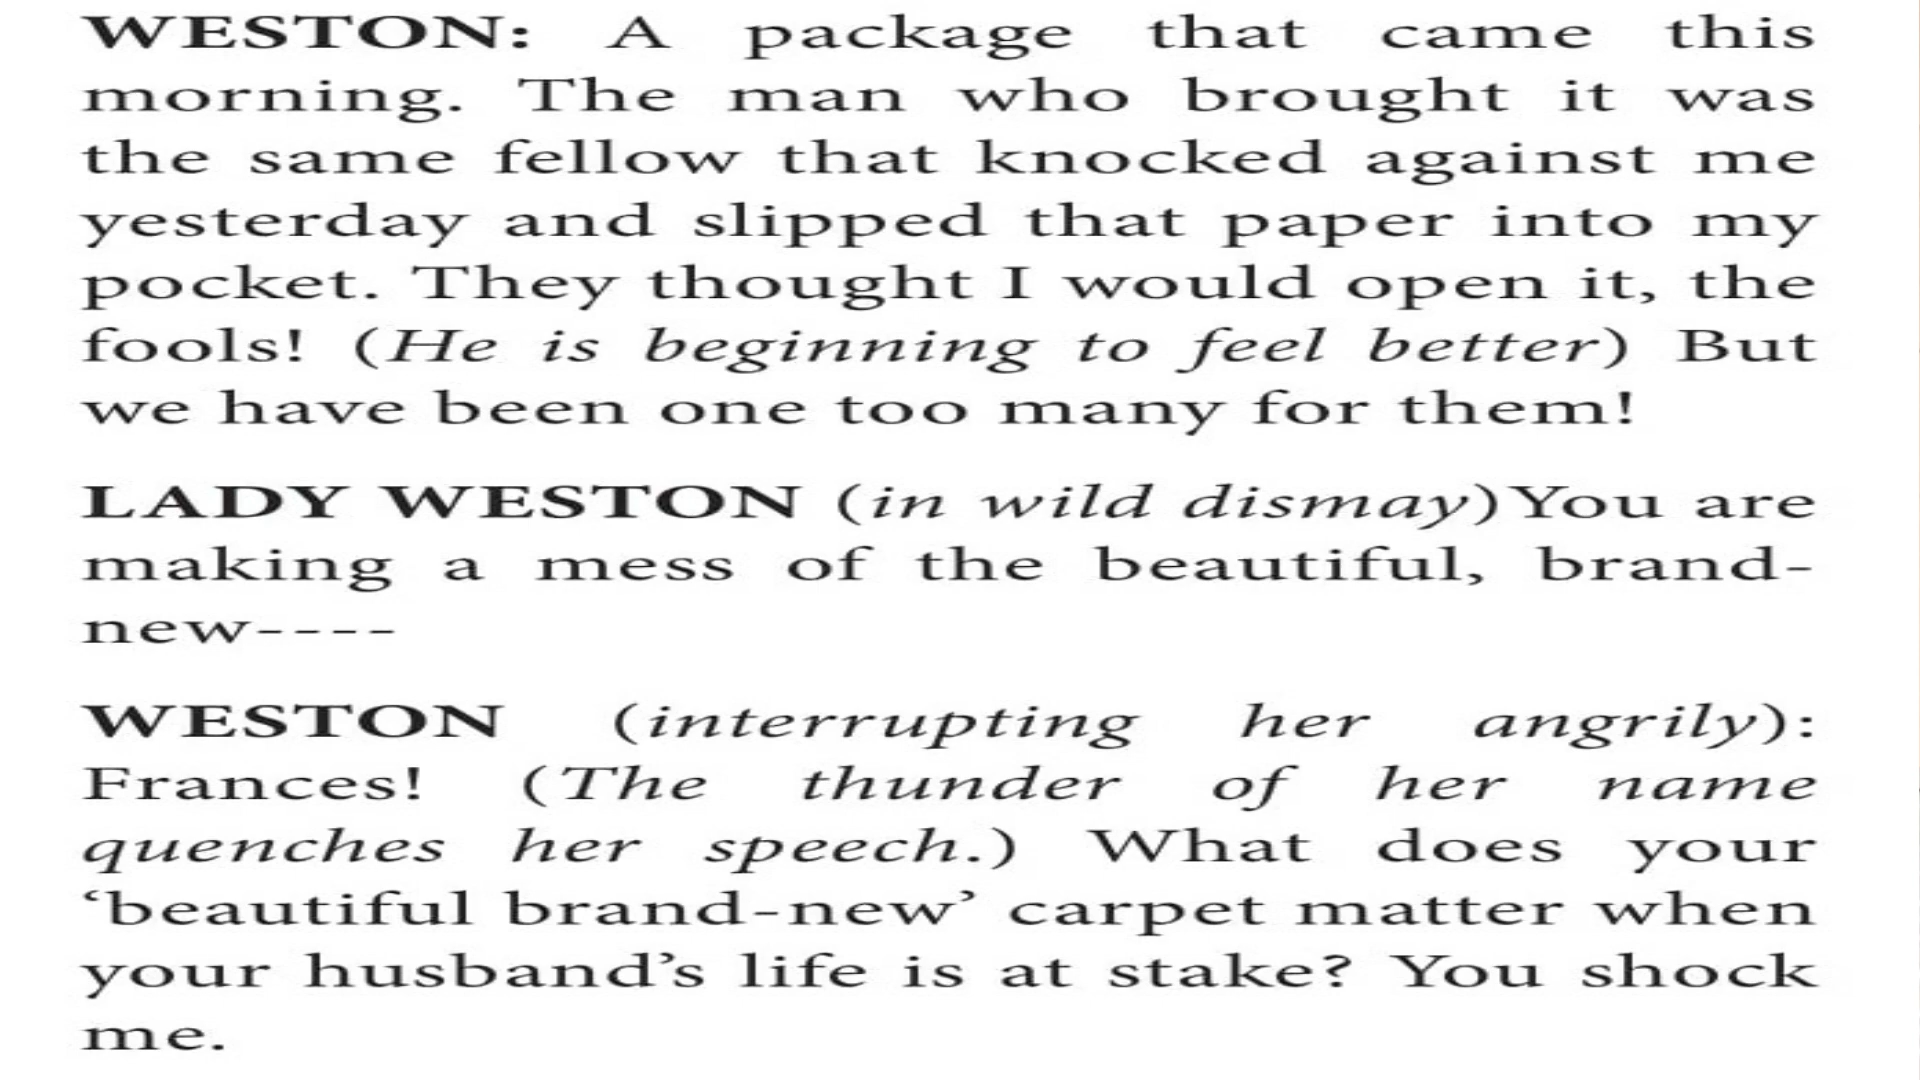 WESTON: A package that came this
morning. The man who brought it was
the same fellow that knocked against me
yesterday and slipped that paper into my
pocket. They thought I would open it, the
fools! (He is beginning to feel better) But
we have been one too many for them!
LADY WESTON (in wild dismay)You are
making a mess of the beautiful, brand-
new----
WESTON (interrupting her angrily):
Frances! (The thunder of her name
quenches her speech.) What does your
‘beautiful brand-new’ carpet matter when
your husband’s life is at stake? You shock
me.